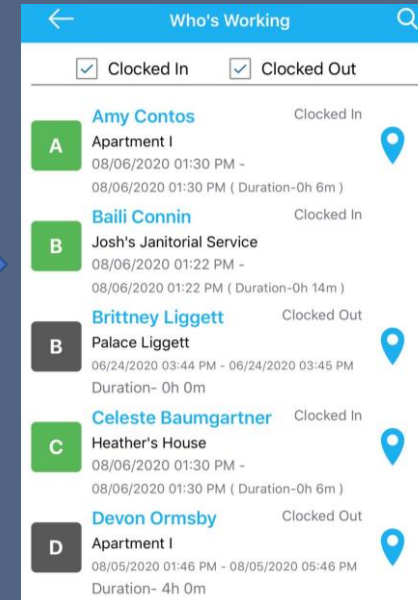 Who's Working
Clocked In Clocked Out
Amy Contos Clocked In
A
Apartment I
08/06/2020 01:30 PM -
08/06/2020 01:30 PM ( Duration-0h 6m )
Baili Connin Clocked In
B
Josh's Janitorial Service
08/06/2020 01:22 PM -
08/06/2020 01:22 PM ( Duration-0h 14m )
Brittney Liggett Clocked Out
B
Palace Liggett
06/24/2020 03:44 PM - 06/24/2020 03:45 PM
Duration- 0h 0m
Celeste Baumgartner Clocked In
C
Heather's House
08/06/2020 01:30 PM -
08/06/2020 01:30 PM ( Duration-0h 6m )
Devon Ormsby Clocked Out
D
Apartment I
08/05/2020 01:46 PM - 08/05/2020 05:46 PM
Duration- 4h 0m